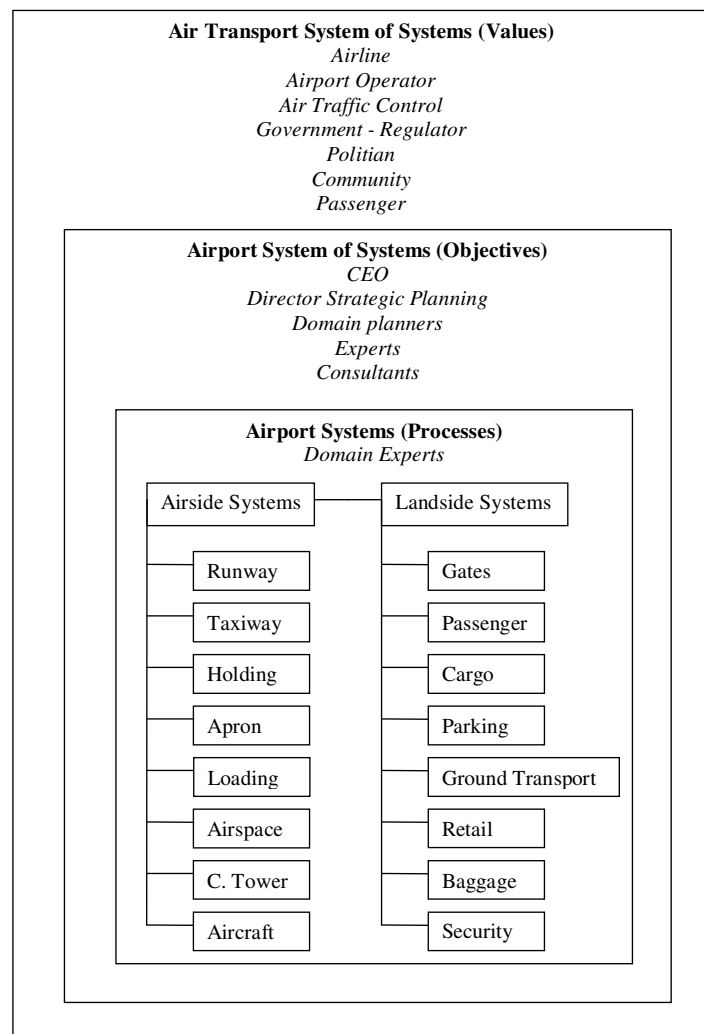 Air Transport System of Systems (Values)
Airline
Airport Operator
Air Traffic Control
Government - Regulator
Politian
Community
Passenger
Airport System of Systems (Objectives)
CEO
Director Strategic Planning
Domain planners
Experts
Consultants
Airport Systems (Processes)
Domain Experts
Airside Systems
Runway
Taxiway
Holding
Apron
Loading
Airspace
C. Tower
Aircraft
Landside Systems
Gates
Passenger
Cargo
Parking
Ground Transport
Retail
Baggage
Security